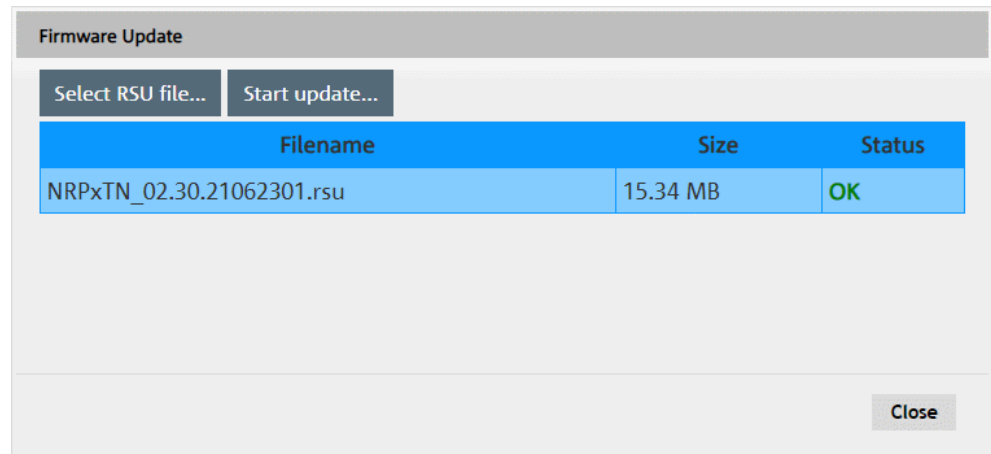 Firmware Update
Select RSU file... Start update...
Filename Size Status
NRPxTN_02.30.21062301.rsu 15.34 MB OK
Close